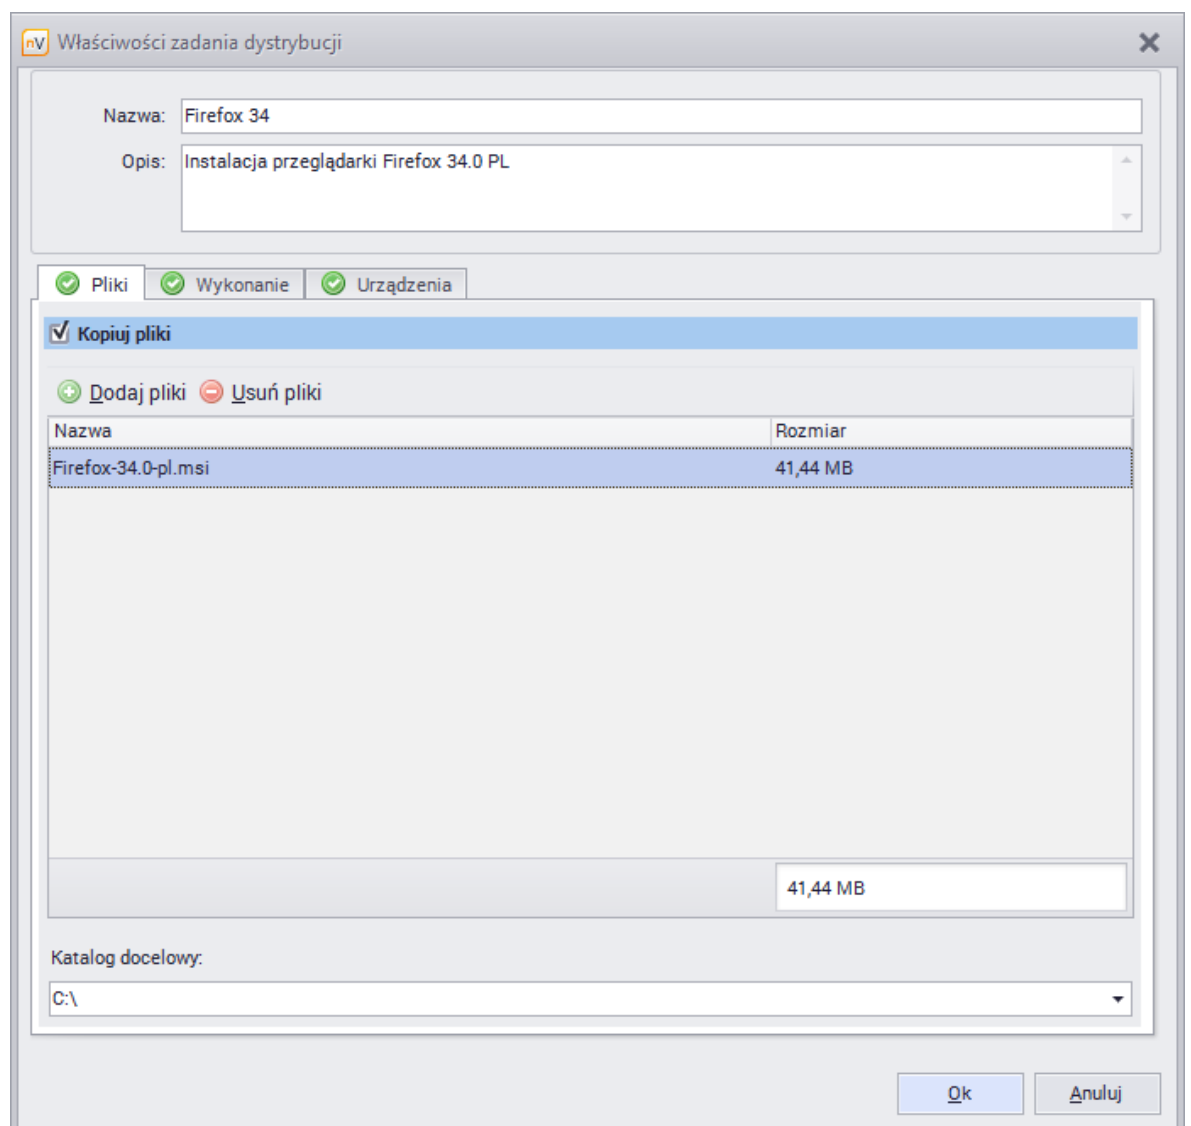 nV Właściwości zadania dystrybucji
Nazwa: Firefox 34
Opis: Instalacja przeglądarki Firefox 34.0 PL
Pliki Wykonanie Urządzenia
Kopiuj pliki
Dodaj pliki Usuń pliki
Nazwa Rozmiar
Firefox-34.0-pl.msi 41,44 MB
41,44 MB
Katalog docelowy:
C:\
Ok Anuluj